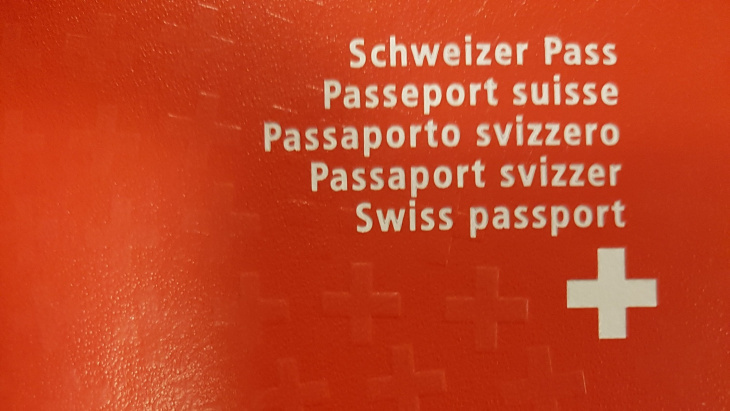 Schweizer Pass
Passeport suisse
Passaporto svizzero
Passaport svizzer
Swiss passport